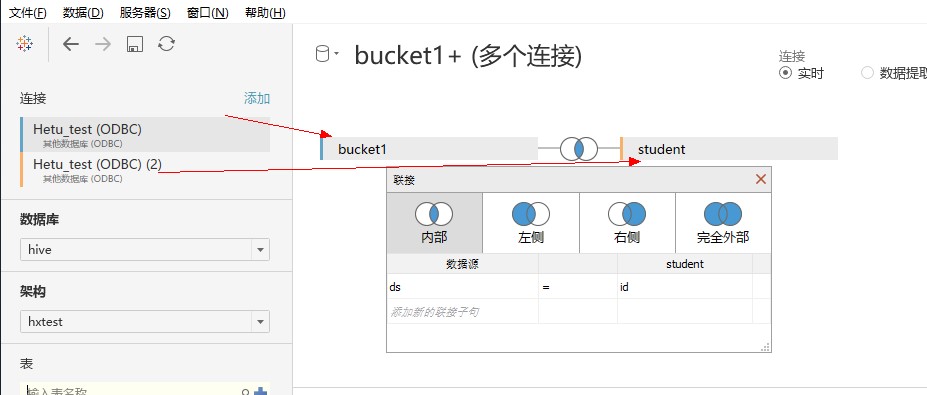 文件(F) 数据(D) 服务器(S) 窗口(N) 帮助(H)
bucket1+ (多个连接)
连接
实时 数据提取
连接 添加
Hetu_test (ODBC)
其他数据库 (ODBC)
Hetu_test (ODBC) (2)
其他数据库 (ODBC)
bucket1 student
联接
内部 左侧 右侧 完全外部
数据源 student
ds = id
添加新的联接子句
数据库
hive
架构
hxtest
表
输入表名称